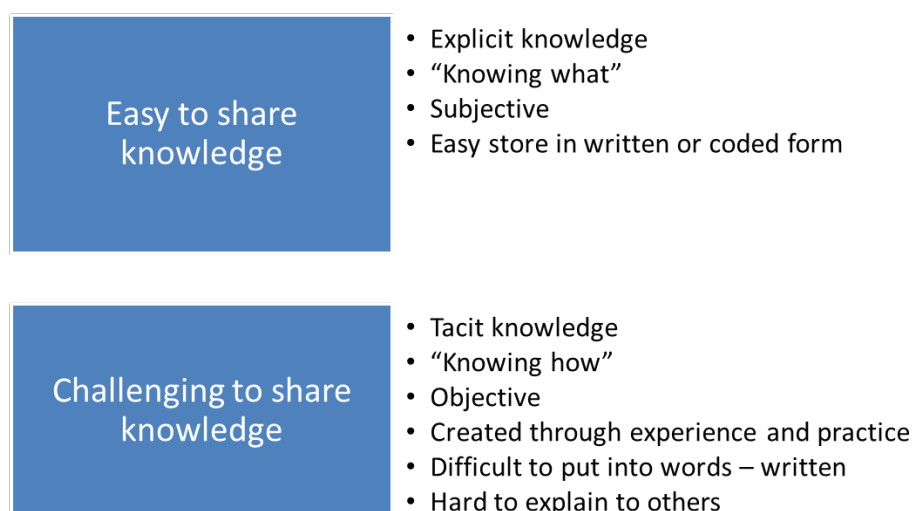 Easy to share
knowledge
• Explicit knowledge
• “Knowing what”
• Subjective
• Easy store in written or coded form
Challenging to share
knowledge
• Tacit knowledge
• “Knowing how”
• Objective
• Created through experience and practice
• Difficult to put into words – written
• Hard to explain to others